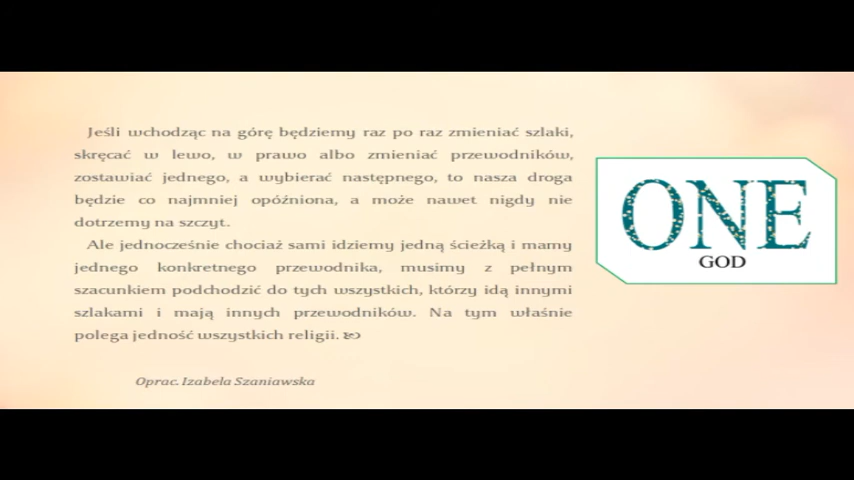 Jeśli wchodząc na górę będziemy raz po raz zmieniać szlaki,
skręcać w lewo, w prawo albo zmieniać przewodników,
zostawiać jednego, a wybierać następnego, to nasza droga
będzie co najmniej opóźniona, a może nawet nigdy nie
dotrzemy na szczyt.
Ale jednocześnie chociaż sami idziemy jedną ścieżką i mamy
jednego konkretnego przewodnika, musimy z pełnym
szacunkiem podchodzić do tych wszystkich, którzy idą innymi
szlakami i mają innych przewodników. Na tym właśnie
polega jedność wszystkich religii.
Oprac. Izabela Szaniawska
ONE
GOD